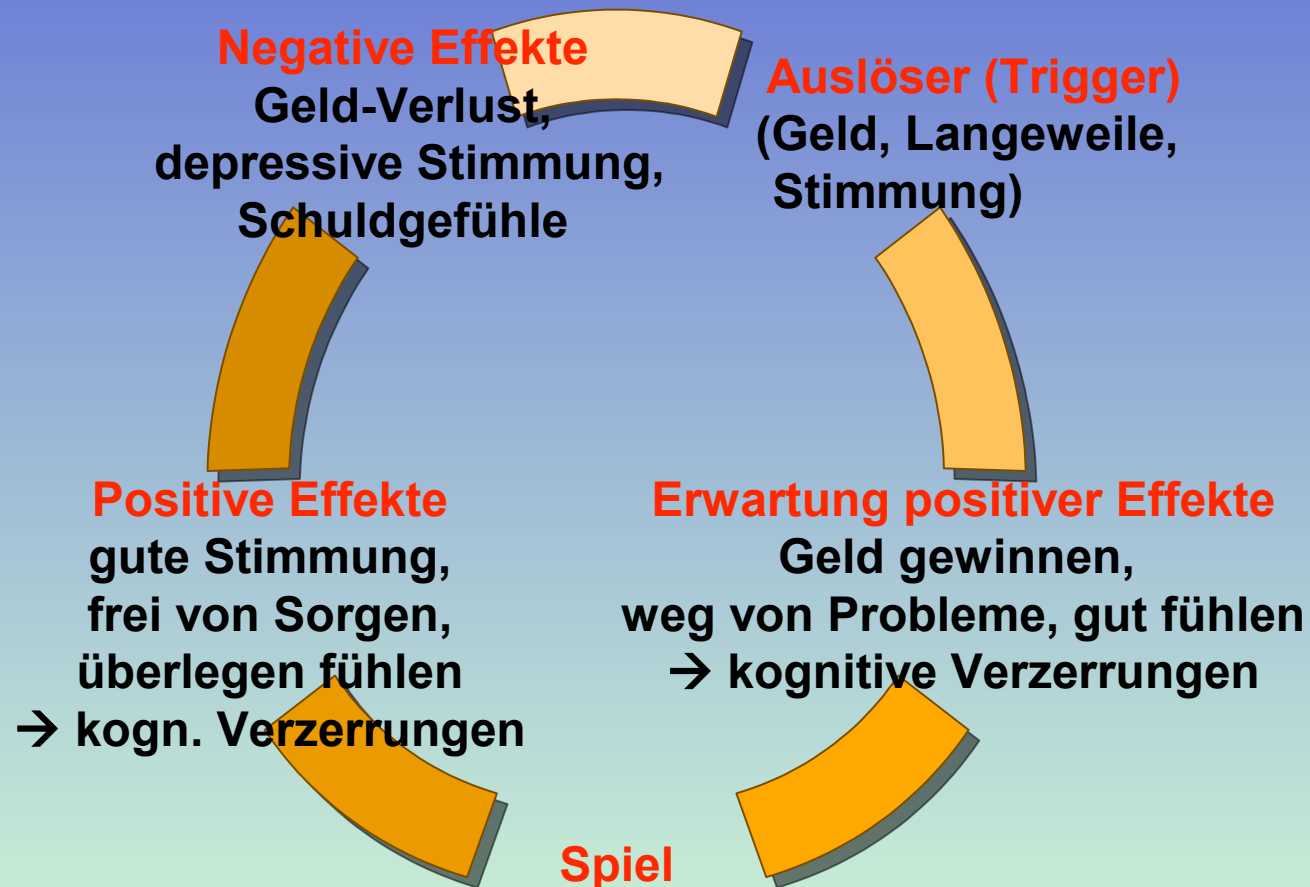 Negative Effekte
Geld-Verlust,
depressive Stimmung,
Schuldgefühle
Auslöser (Trigger)
(Geld, Langeweile,
Stimmung)
Positive Effekte
gute Stimmung,
frei von Sorgen,
überlegen fühlen
→ kogn. Verzerrungen
Erwartung positiver Effekte
Geld gewinnen,
weg von Probleme, gut fühlen
→ kognitive Verzerrungen
Spiel